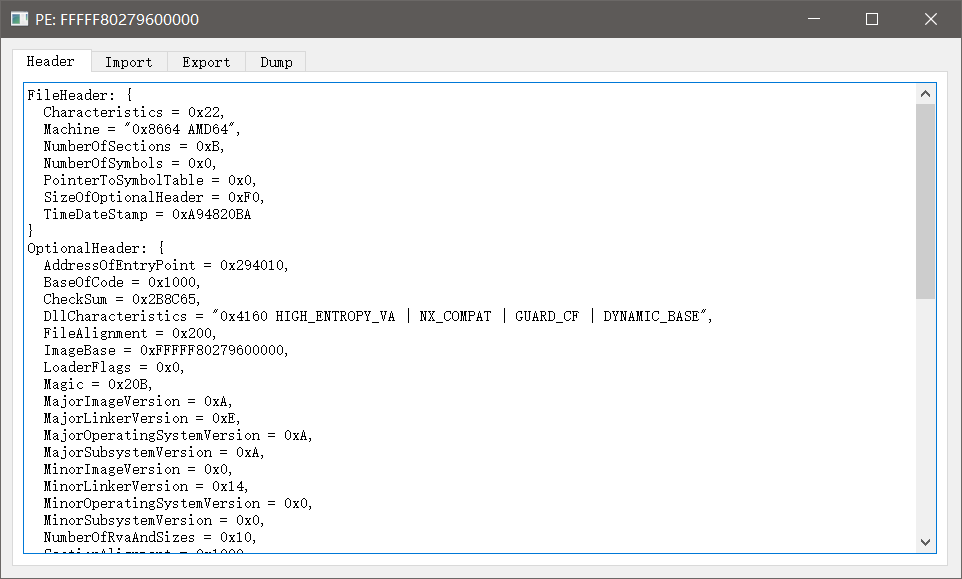 PE: FFFFF80279600000
Header Import Export Dump
FileHeader: {
  Characteristics = 0x22,
  Machine = "0x8664 AMD64",
  NumberOfSections = 0xB,
  NumberOfSymbols = 0x0,
  PointerToSymbolTable = 0x0,
  SizeOfOptionalHeader = 0xF0,
  TimeDateStamp = 0xA94820BA
}
OptionalHeader: {
  AddressOfEntryPoint = 0x294010,
  BaseOfCode = 0x1000,
  CheckSum = 0x2B8C65,
  DllCharacteristics = "0x4160 HIGH_ENTROPY_VA | NX_COMPAT | GUARD_CF | DYNAMIC_BASE",
  FileAlignment = 0x200,
  ImageBase = 0xFFFFF80279600000,
  LoaderFlags = 0x0,
  Magic = 0x20B,
  MajorImageVersion = 0xA,
  MajorLinkerVersion = 0xE,
  MajorOperatingSystemVersion = 0xA,
  MajorSubsystemVersion = 0xA,
  MinorImageVersion = 0x0,
  MinorLinkerVersion = 0x14,
  MinorOperatingSystemVersion = 0x0,
  MinorSubsystemVersion = 0x0,
  NumberOfRvaAndSizes = 0x10,
  SectionAlignment = 0x1000